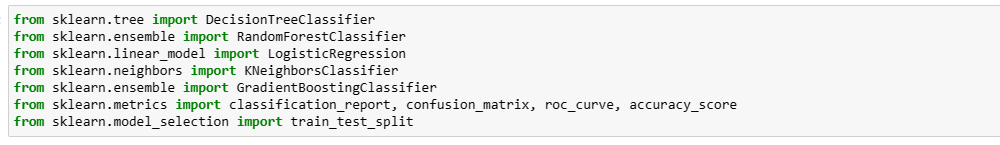 from sklearn.tree import DecisionTreeClassifier
from sklearn.ensemble import RandomForestClassifier
from sklearn.linear_model import LogisticRegression
from sklearn.neighbors import KNeighborsClassifier
from sklearn.ensemble import GradientBoostingClassifier
from sklearn.metrics import classification_report, confusion_matrix, roc_curve, accuracy_score
from sklearn.model_selection import train_test_split